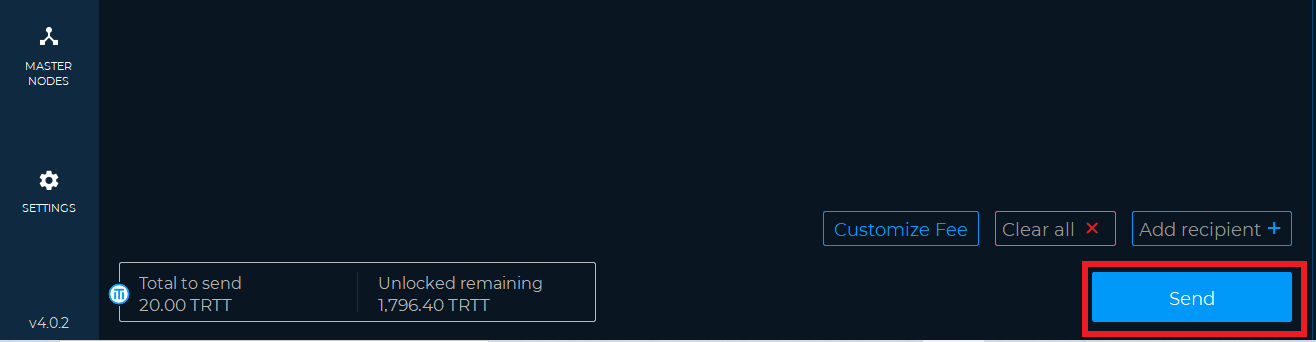 MASTER
NODES
SETTINGS
Customize Fee
Clear all
Add recipient
Total to send
20.00 TRTT
Unlocked remaining
1,796.40 TRTT
Send
v4.0.2